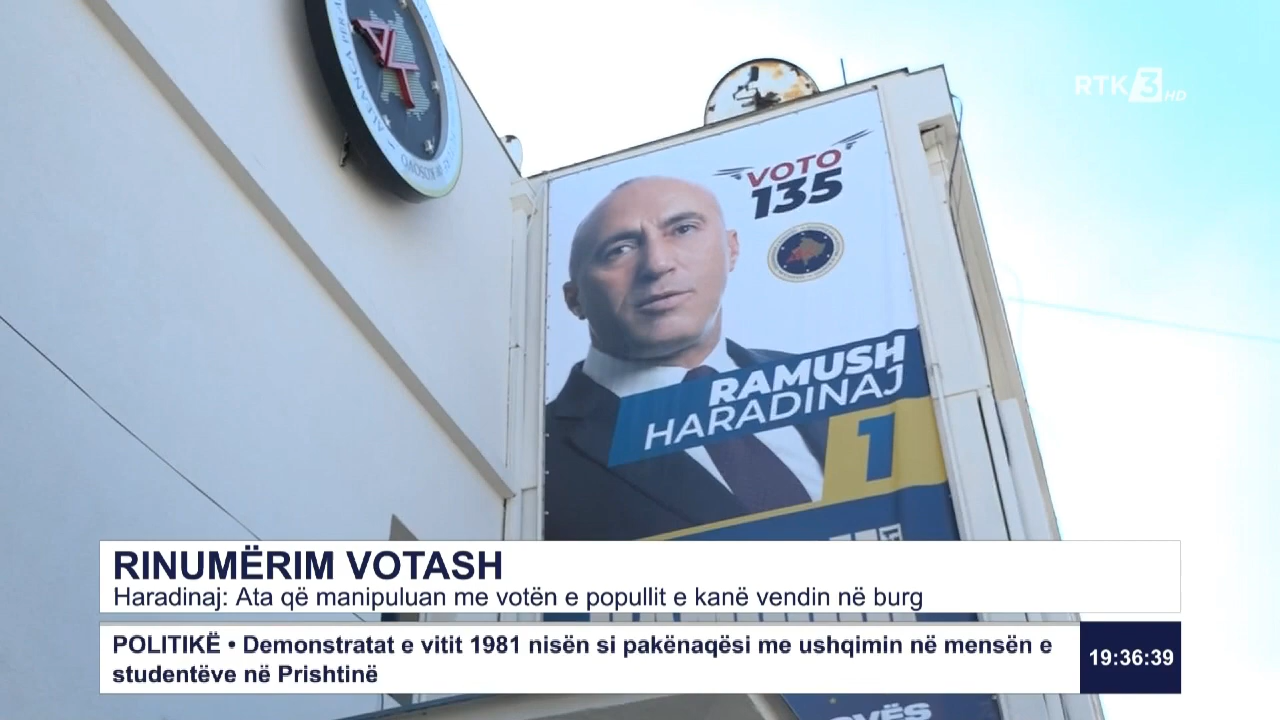 RTK 3 HD
VOTO
135
RAMUSH
HARADINAJ
1
RINUMËRIM VOTASH
Haradinaj: Ata që manipuluan me votën e popullit e kanë vendin në burg
POLITIKË • Demonstratat e vitit 1981 nisën si pakënaqësi me ushqimin në mensën e
studentëve në Prishtinë
19:36:39